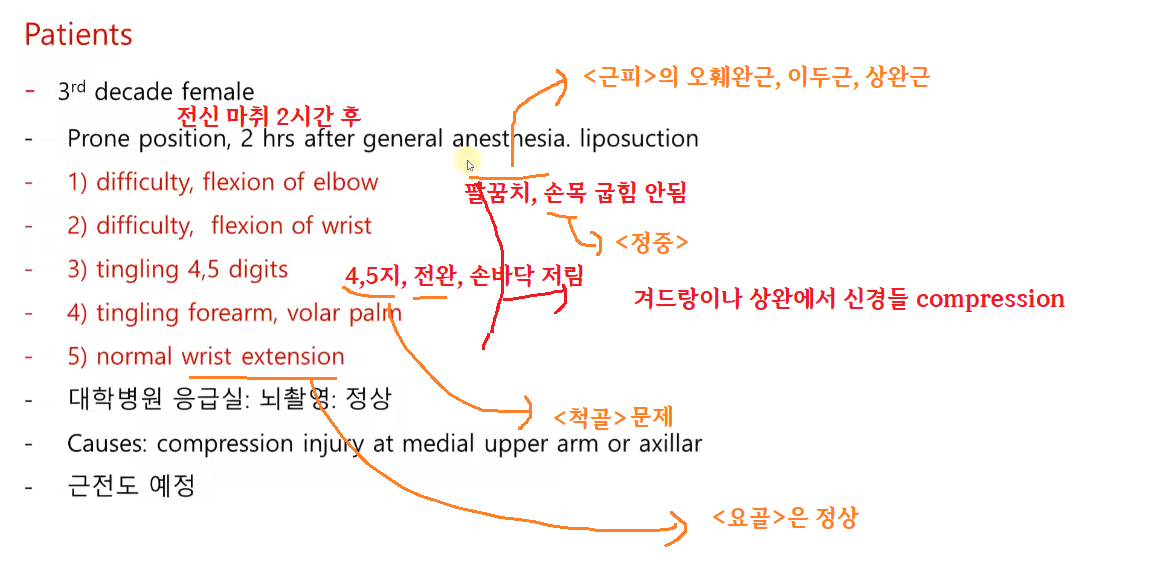 Patients
<근피>의 오훼완근, 이두근, 상완근
- 3rd decade female
전신 마취 2시간 후
- Prone position, 2 hrs after general anesthesia. liposuction
- 1) difficulty, flexion of elbow
팔꿈치, 손목 굽힘 안됨
- 2) difficulty, flexion of wrist
<정중>
- 3) tingling 4,5 digits
4,5지, 전완, 손바닥 저림
겨드랑이나 상완에서 신경들 compression
- 4) tingling forearm, volar palm
- 5) normal wrist extension
- 대학병원 응급실: 뇌촬영: 정상
<척골>문제
- Causes: compression injury at medial upper arm or axillar
- 근전도 예정
<요골>은 정상